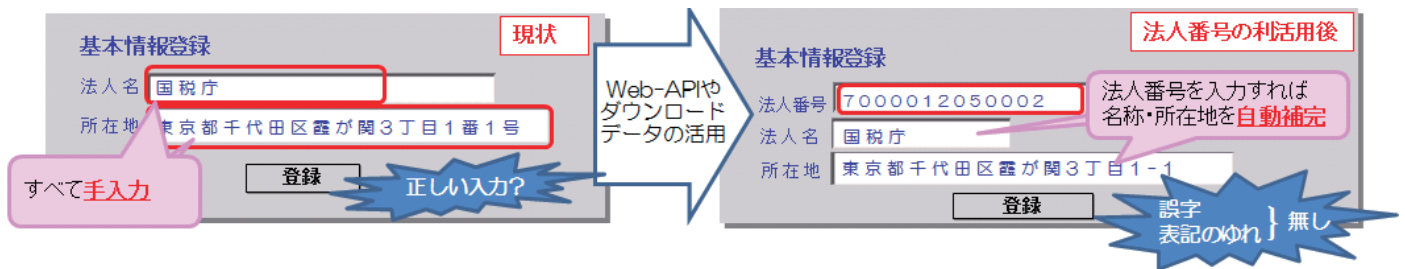 現状
基本情報登録
法人名 国税庁
所在地 東京都千代田区霞が関3丁目1番1号
すべて手入力
登録
正しい入力?
Web-APIや
ダウンロード
データの活用
法人番号の利活用後
基本情報登録
法人番号 7000012050002
法人名 国税庁
所在地 東京都千代田区霞が関3丁目1-1
法人番号を入力すれば
名称・所在地を自動補完
登録
誤字
表記のゆれ } 無し